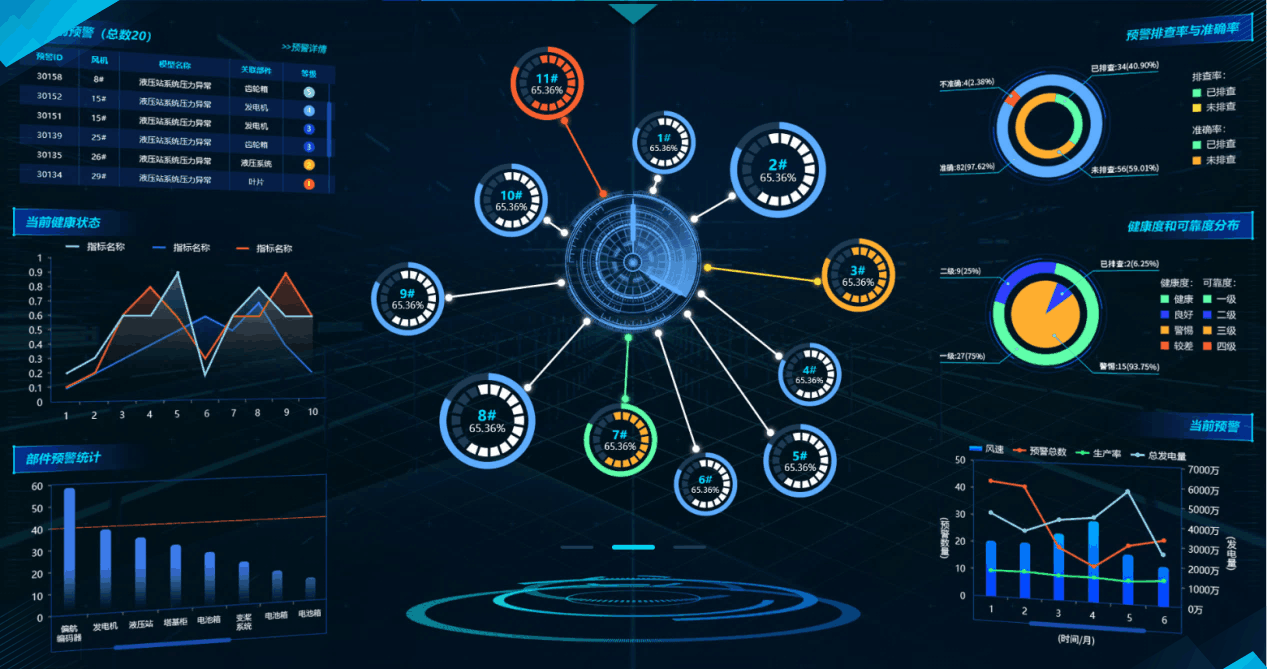 前预警（总数20）
>>预警详情
预警ID 风机 模型名称 关联部件 等级
30158 8# 液压站系统压力异常 齿轮箱 5
30152 15# 液压站系统压力异常 发电机 4
30151 15# 液压站系统压力异常 发电机 3
30139 25# 液压站系统压力异常 齿轮箱 3
30135 26# 液压站系统压力异常 液压系统 2
30134 29# 液压站系统压力异常 叶片 1
当前健康状态
指标名称 指标名称 指标名称
1
0.9
0.8
0.7
0.6
0.5
0.4
0.3
0.2
0.1
0
1 2 3 4 5 6 7 8 9 10
部件预警统计
60
50
40
30
20
10
0
偏航
编码器
发电机
液压站
塔基柜
电池箱
变桨
系统
电池箱
电池箱
11#
65.36%
1#
65.36%
2#
65.36%
10#
65.36%
3#
65.36%
9#
65.36%
4#
65.36%
8#
65.36%
7#
65.36%
5#
65.36%
6#
65.36%
预警排查率与准确率
已排查:34(40.90%)
不准确:4(2.38%)
准确:82(97.62%)
未排查:56(59.01%)
排查率：
已排查
未排查
准确率：
已排查
未排查
健康度和可靠度分布
已排查:2(6.25%)
二级:9(25%)
一级:27(75%)
警惕:15(93.75%)
健康度： 可靠度：
健康 一级
良好 二级
警惕 三级
较差 四级
当前预警
风速 预警总数 生产率 总发电量
50
40
30
20
10
0
(预警数量)
7000万
6000万
5000万
4000万
3000万
2000万
1000万
0万
(发电量)
1 2 3 4 5 6
(时间/月)